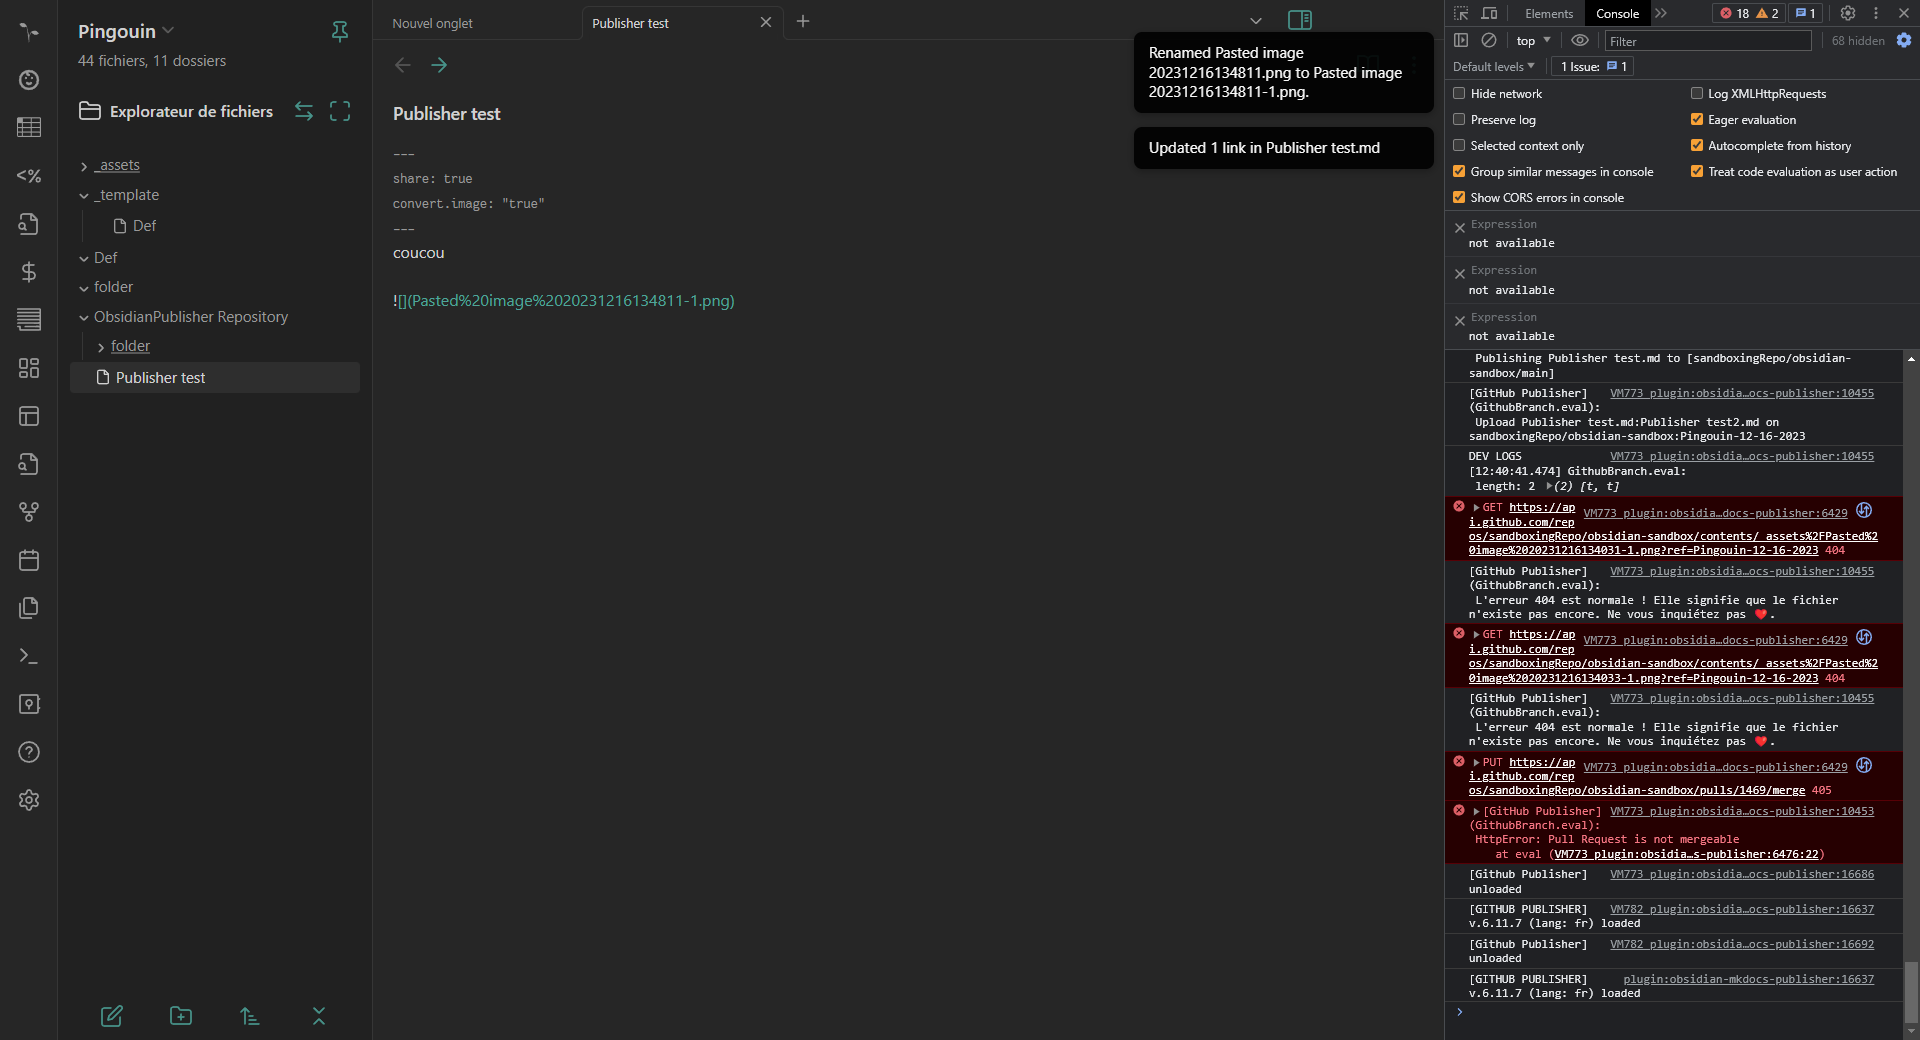 Pingouin
44 fichiers, 11 dossiers
Explorateur de fichiers
_assets
_template
Def
Def
folder
ObsidianPublisher Repository
folder
Publisher test
<%
Nouvel onglet
Publisher test
Publisher test
---
share: true
convert.image: "true"
---
coucou
![](Pasted%20image%2020231216134811-1.png)
Renamed Pasted image
20231216134811.png to Pasted image
20231216134811-1.png.
Updated 1 link in Publisher test.md
Elements
Console
18
2
1
top
Filter
68 hidden
Default levels
1 Issue:
1
Hide network
Log XMLHttpRequests
Preserve log
Eager evaluation
Selected context only
Autocomplete from history
Group similar messages in console
Treat code evaluation as user action
Show CORS errors in console
Expression
not available
Expression
not available
Expression
not available
Publishing Publisher test.md to [sandboxingRepo/obsidian-
sandbox/main]
[GitHub Publisher] VM773 plugin:obsidia…ocs-publisher:10455
(GithubBranch.eval):
Upload Publisher test.md:Publisher test2.md on
sandboxingRepo/obsidian-sandbox:Pingouin-12-16-2023
DEV LOGS VM773 plugin:obsidia…ocs-publisher:10455
[12:40:41.474] GithubBranch.eval:
length: 2 (2) [t, t]
GET https://ap VM773 plugin:obsidia…docs-publisher:6429
i.github.com/rep
os/sandboxingRepo/obsidian-sandbox/contents/_assets%2FPasted%2
0image%2020231216134031-1.png?ref=Pingouin-12-16-2023 404
[GitHub Publisher] VM773 plugin:obsidia…ocs-publisher:10455
(GithubBranch.eval):
L'erreur 404 est normale ! Elle signifie que le fichier
n'existe pas encore. Ne vous inquiétez pas ❤️.
GET https://ap VM773 plugin:obsidia…docs-publisher:6429
i.github.com/rep
os/sandboxingRepo/obsidian-sandbox/contents/_assets%2FPasted%2
0image%2020231216134033-1.png?ref=Pingouin-12-16-2023 404
[GitHub Publisher] VM773 plugin:obsidia…ocs-publisher:10455
(GithubBranch.eval):
L'erreur 404 est normale ! Elle signifie que le fichier
n'existe pas encore. Ne vous inquiétez pas ❤️.
PUT https://ap VM773 plugin:obsidia…docs-publisher:6429
i.github.com/rep
os/sandboxingRepo/obsidian-sandbox/pulls/1469/merge 405
[GitHub Publisher] VM773 plugin:obsidia…ocs-publisher:10453
(GithubBranch.eval):
HttpError: Pull Request is not mergeable
at eval (VM773 plugin:obsidia…s-publisher:6476:22)
[Github Publisher] VM773 plugin:obsidia…ocs-publisher:16686
unloaded
[GITHUB PUBLISHER] VM782 plugin:obsidia…ocs-publisher:16637
v.6.11.7 (lang: fr) loaded
[Github Publisher] VM782 plugin:obsidia…ocs-publisher:16692
unloaded
[GITHUB PUBLISHER] plugin:obsidian-mkdocs-publisher:16637
v.6.11.7 (lang: fr) loaded